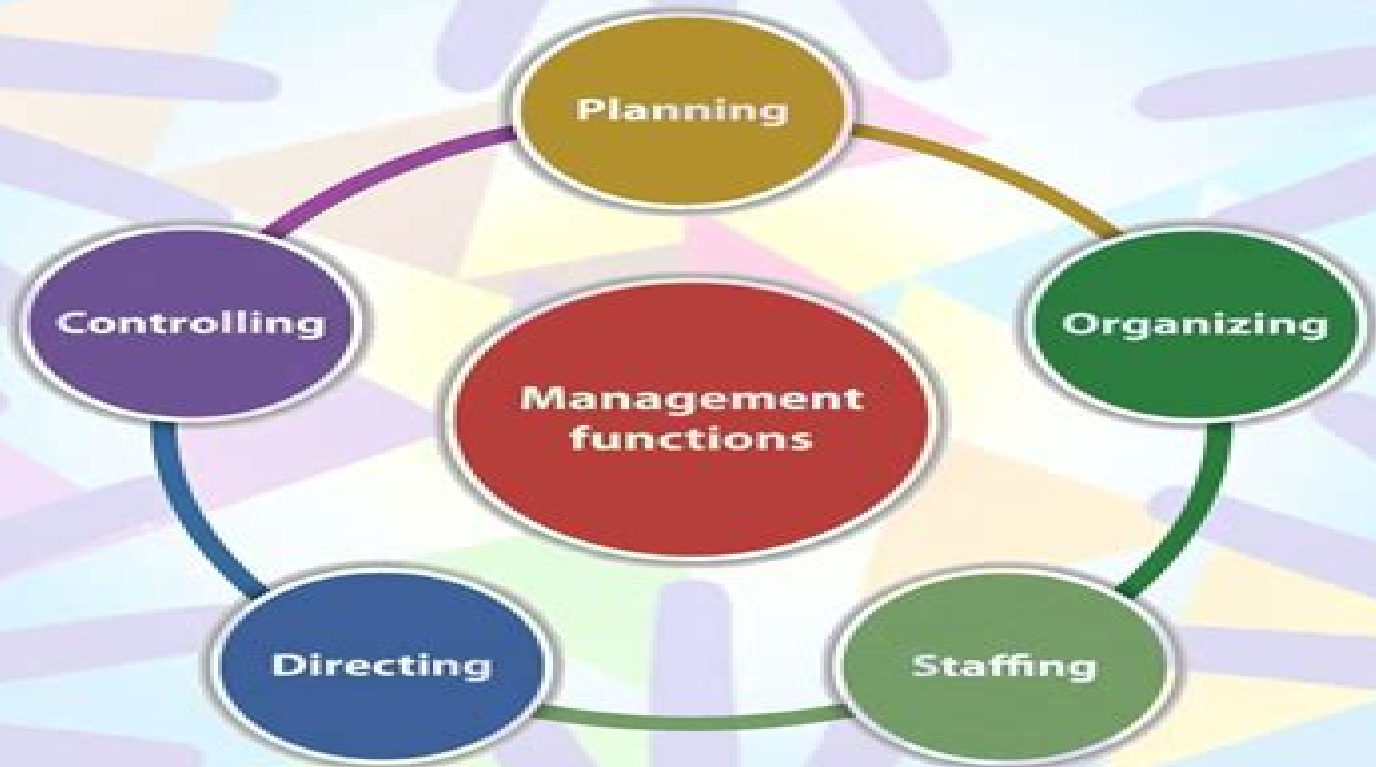 Planning
Controlling
Organizing
Management
functions
Directing
Staffing